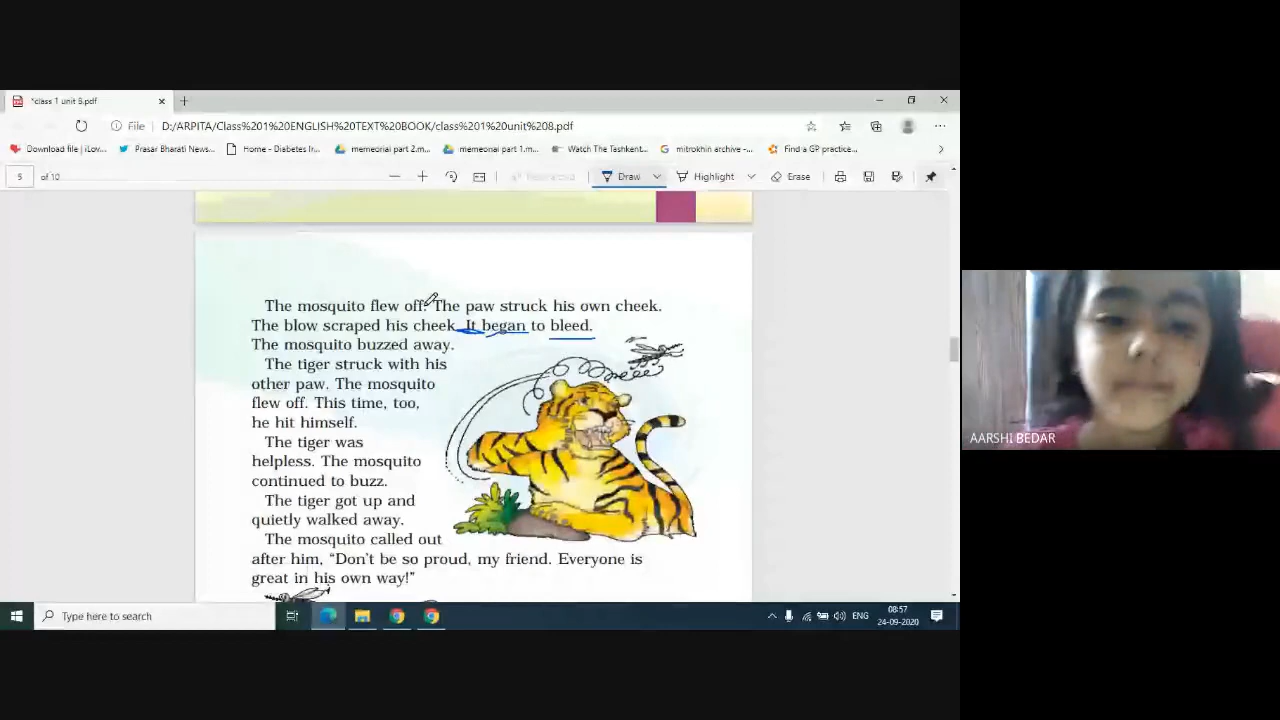 *class 1 unit 8.pdf
File D:/ARPITA/Class%201%20ENGLISH%20TEXT%20BOOK/class%201%20unit%208.pdf
Download file | iLov... Prasar Bharati News... Home - Diabetes In... memeorial part 2.m... memeorial part 1.m... Watch The Tashkent... mitrokhin archive -... Find a GP practice...
5 of 10 Draw Highlight Erase
The mosquito flew off. The paw struck his own cheek.
The blow scraped his cheek. It began to bleed.
The mosquito buzzed away.
The tiger struck with his
other paw. The mosquito
flew off. This time, too,
he hit himself.
The tiger was
helpless. The mosquito
continued to buzz.
The tiger got up and
quietly walked away.
The mosquito called out
after him, “Don't be so proud, my friend. Everyone is
great in his own way!”
AARSHI BEDAR
Type here to search
ENG
08:57
24-09-2020